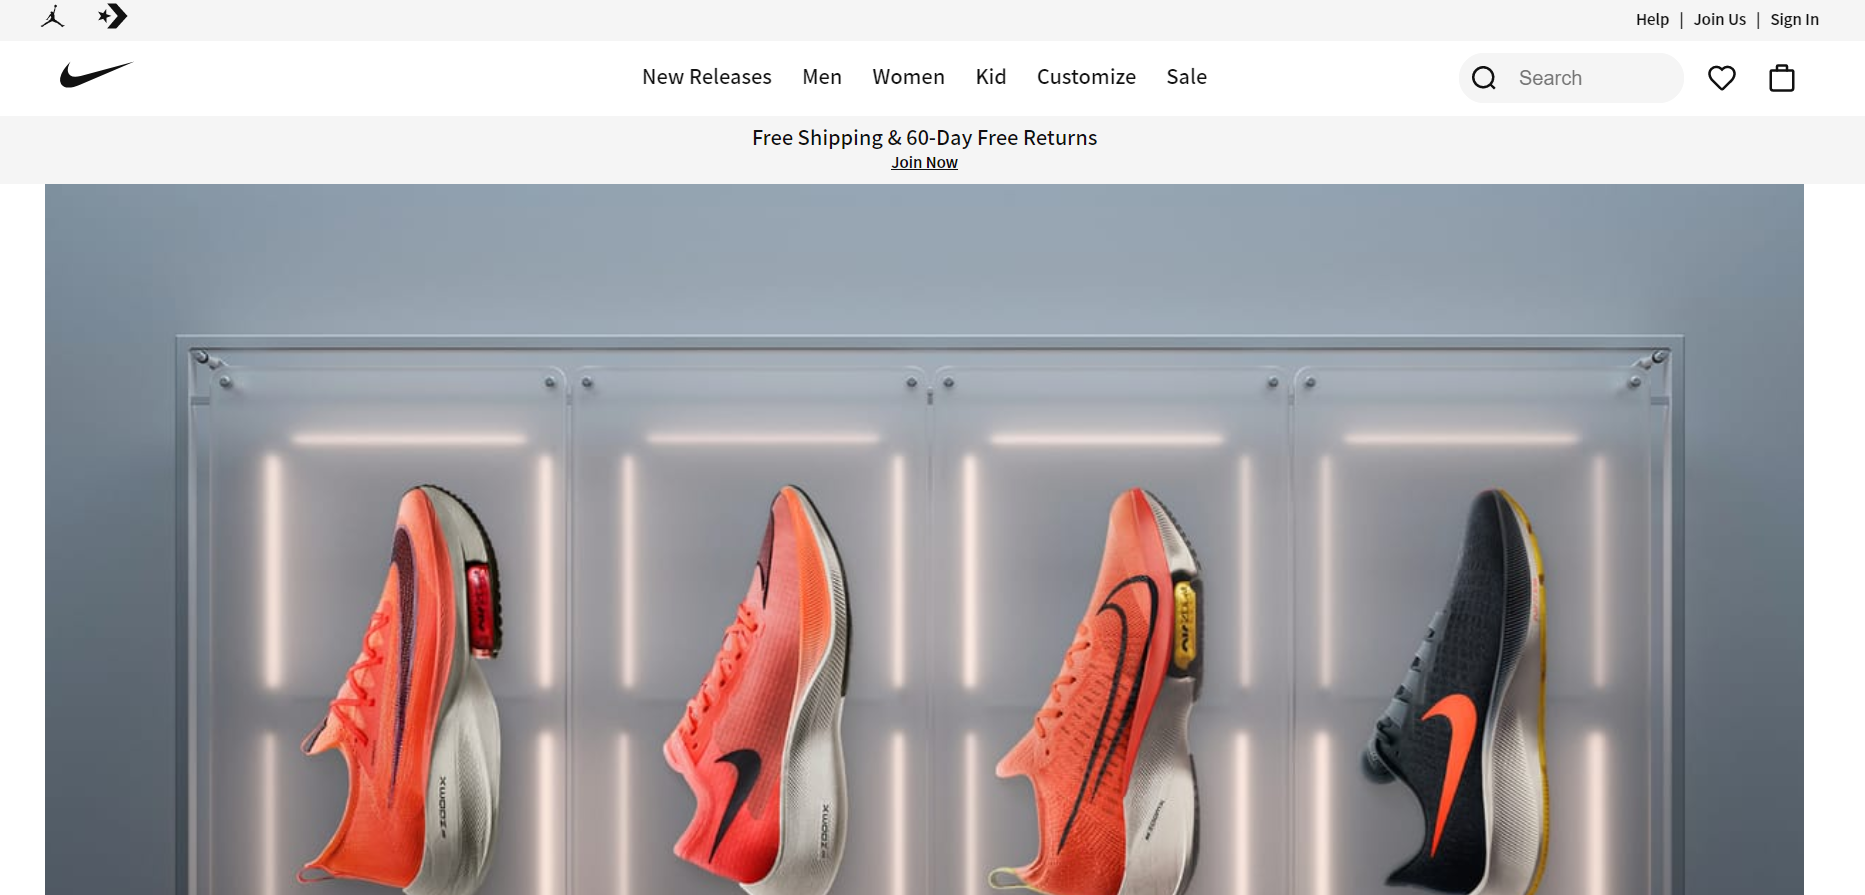 Help | Join Us | Sign In
New Releases Men Women Kid Customize Sale
Search
Free Shipping & 60-Day Free Returns
Join Now
ZOOMX
ZOOMX
ZOOMX